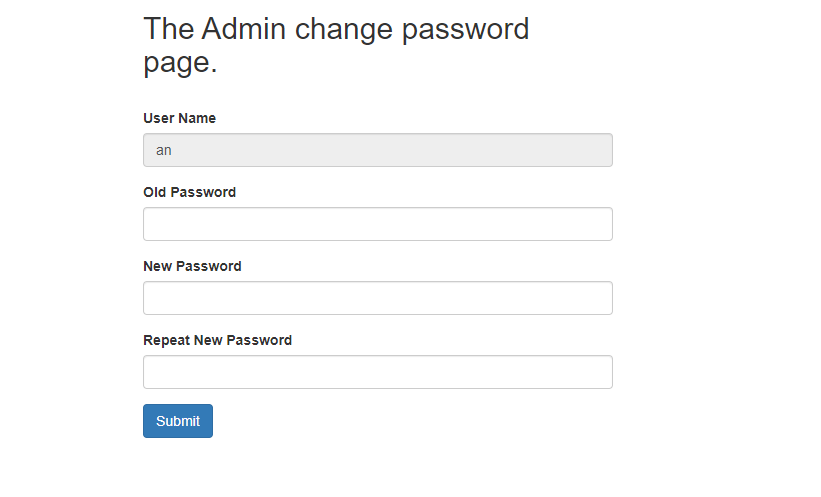 The Admin change password
page.
User Name
an
Old Password
New Password
Repeat New Password
Submit